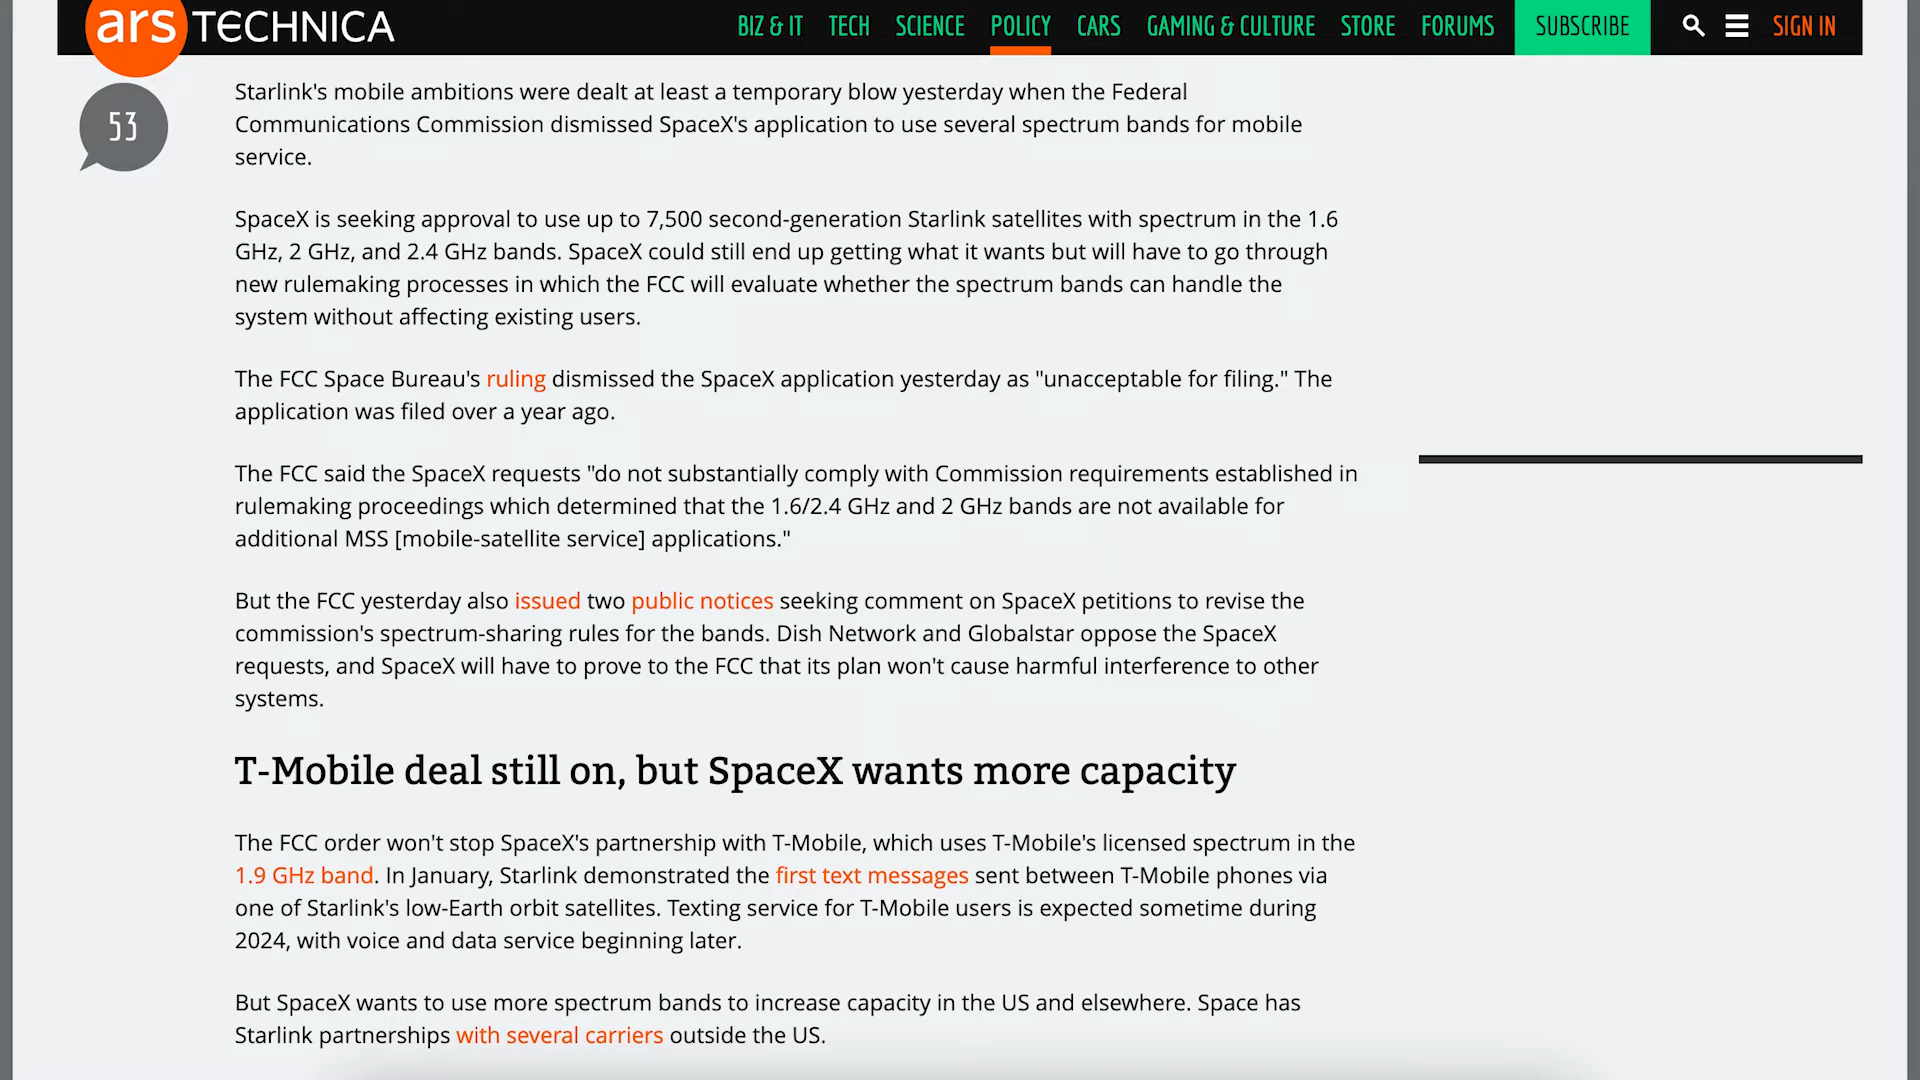 ars TECHNICA
BIZ & IT TECH SCIENCE POLICY CARS GAMING & CULTURE STORE FORUMS SUBSCRIBE SIGN IN
53
Starlink's mobile ambitions were dealt at least a temporary blow yesterday when the Federal
Communications Commission dismissed SpaceX's application to use several spectrum bands for mobile
service.
SpaceX is seeking approval to use up to 7,500 second-generation Starlink satellites with spectrum in the 1.6
GHz, 2 GHz, and 2.4 GHz bands. SpaceX could still end up getting what it wants but will have to go through
new rulemaking processes in which the FCC will evaluate whether the spectrum bands can handle the
system without affecting existing users.
The FCC Space Bureau's ruling dismissed the SpaceX application yesterday as "unacceptable for filing." The
application was filed over a year ago.
The FCC said the SpaceX requests "do not substantially comply with Commission requirements established in
rulemaking proceedings which determined that the 1.6/2.4 GHz and 2 GHz bands are not available for
additional MSS [mobile-satellite service] applications."
But the FCC yesterday also issued two public notices seeking comment on SpaceX petitions to revise the
commission's spectrum-sharing rules for the bands. Dish Network and Globalstar oppose the SpaceX
requests, and SpaceX will have to prove to the FCC that its plan won't cause harmful interference to other
systems.
T-Mobile deal still on, but SpaceX wants more capacity
The FCC order won't stop SpaceX's partnership with T-Mobile, which uses T-Mobile's licensed spectrum in the
1.9 GHz band. In January, Starlink demonstrated the first text messages sent between T-Mobile phones via
one of Starlink's low-Earth orbit satellites. Texting service for T-Mobile users is expected sometime during
2024, with voice and data service beginning later.
But SpaceX wants to use more spectrum bands to increase capacity in the US and elsewhere. Space has
Starlink partnerships with several carriers outside the US.